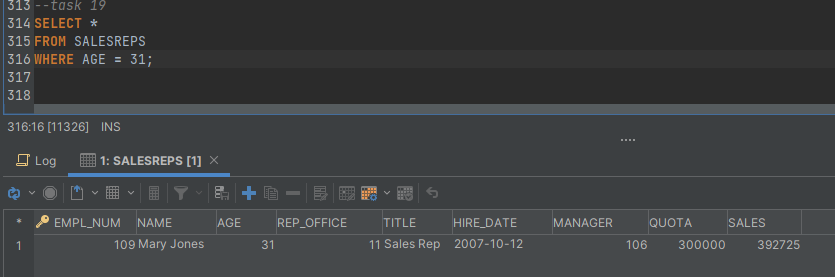 313 --task 19
314 SELECT *
315 FROM SALESREPS
316 WHERE AGE = 31;
317
318
316:16 [11326] INS
Log 1: SALESREPS [1]
* EMPL_NUM NAME AGE REP_OFFICE TITLE HIRE_DATE MANAGER QUOTA SALES
1 109 Mary Jones 31 11 Sales Rep 2007-10-12 106 300000 392725